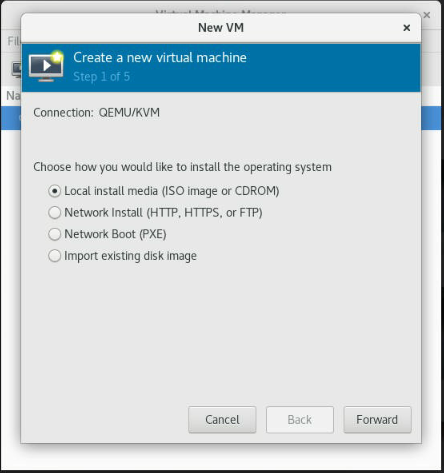 Virtual Machine Manager
New VM
Create a new virtual machine
Step 1 of 5
Connection: QEMU/KVM
Choose how you would like to install the operating system
Local install media (ISO image or CDROM)
Network Install (HTTP, HTTPS, or FTP)
Network Boot (PXE)
Import existing disk image
Cancel
Back
Forward